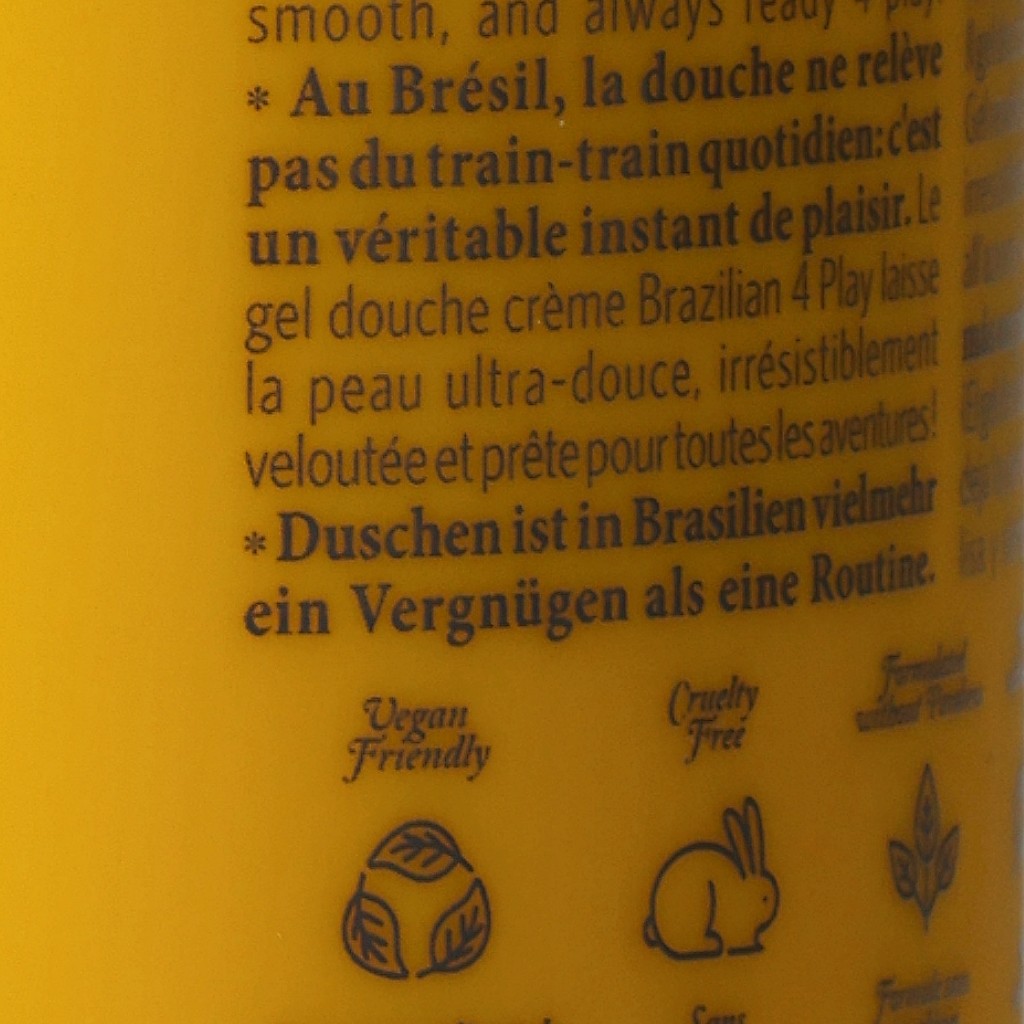 smooth, and always ready 4 play.
* Au Brésil, la douche ne relève
pas du train-train quotidien: c'est
un véritable instant de plaisir. Le
gel douche crème Brazilian 4 Play laisse
la peau ultra-douce, irrésistiblement
veloutée et prête pour toutes les aventures!
* Duschen ist in Brasilien vielmehr
ein Vergnügen als eine Routine.
Vegan
Friendly
Cruelty
Free
Formulated
without
Sans